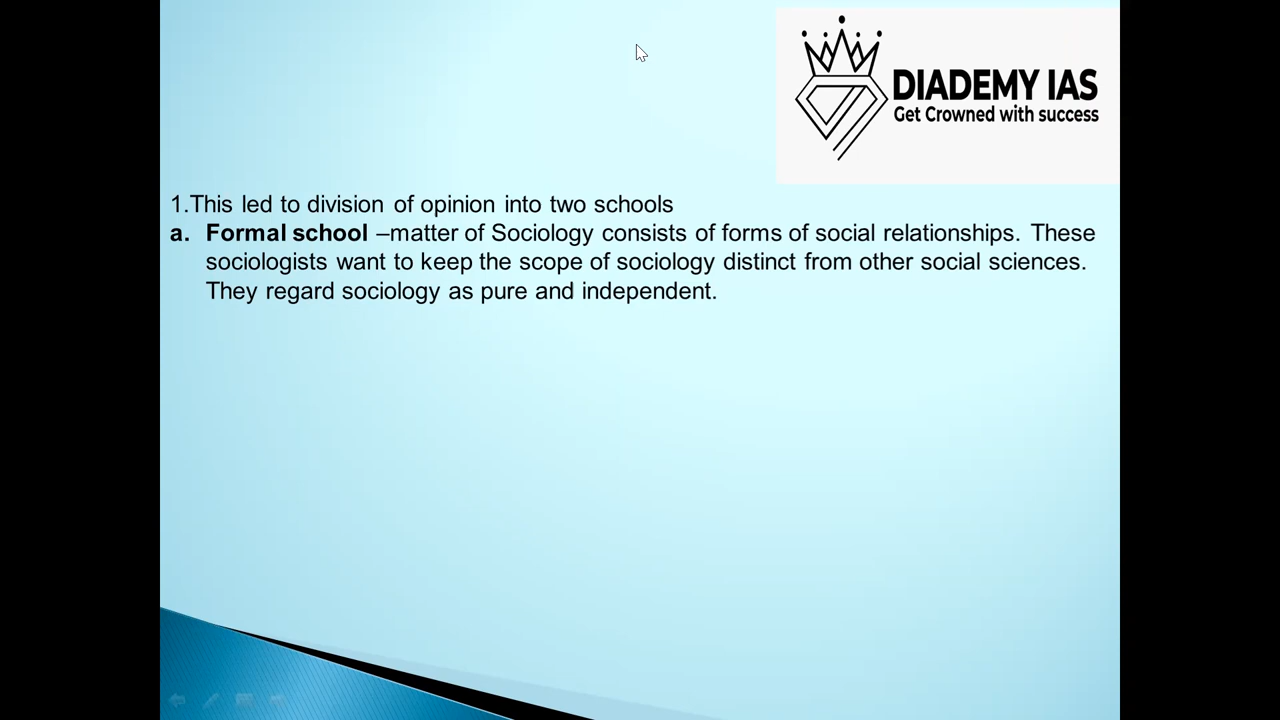 DIADEMY IAS
Get Crowned with success
1.This led to division of opinion into two schools
a. Formal school –matter of Sociology consists of forms of social relationships. These
sociologists want to keep the scope of sociology distinct from other social sciences.
They regard sociology as pure and independent.